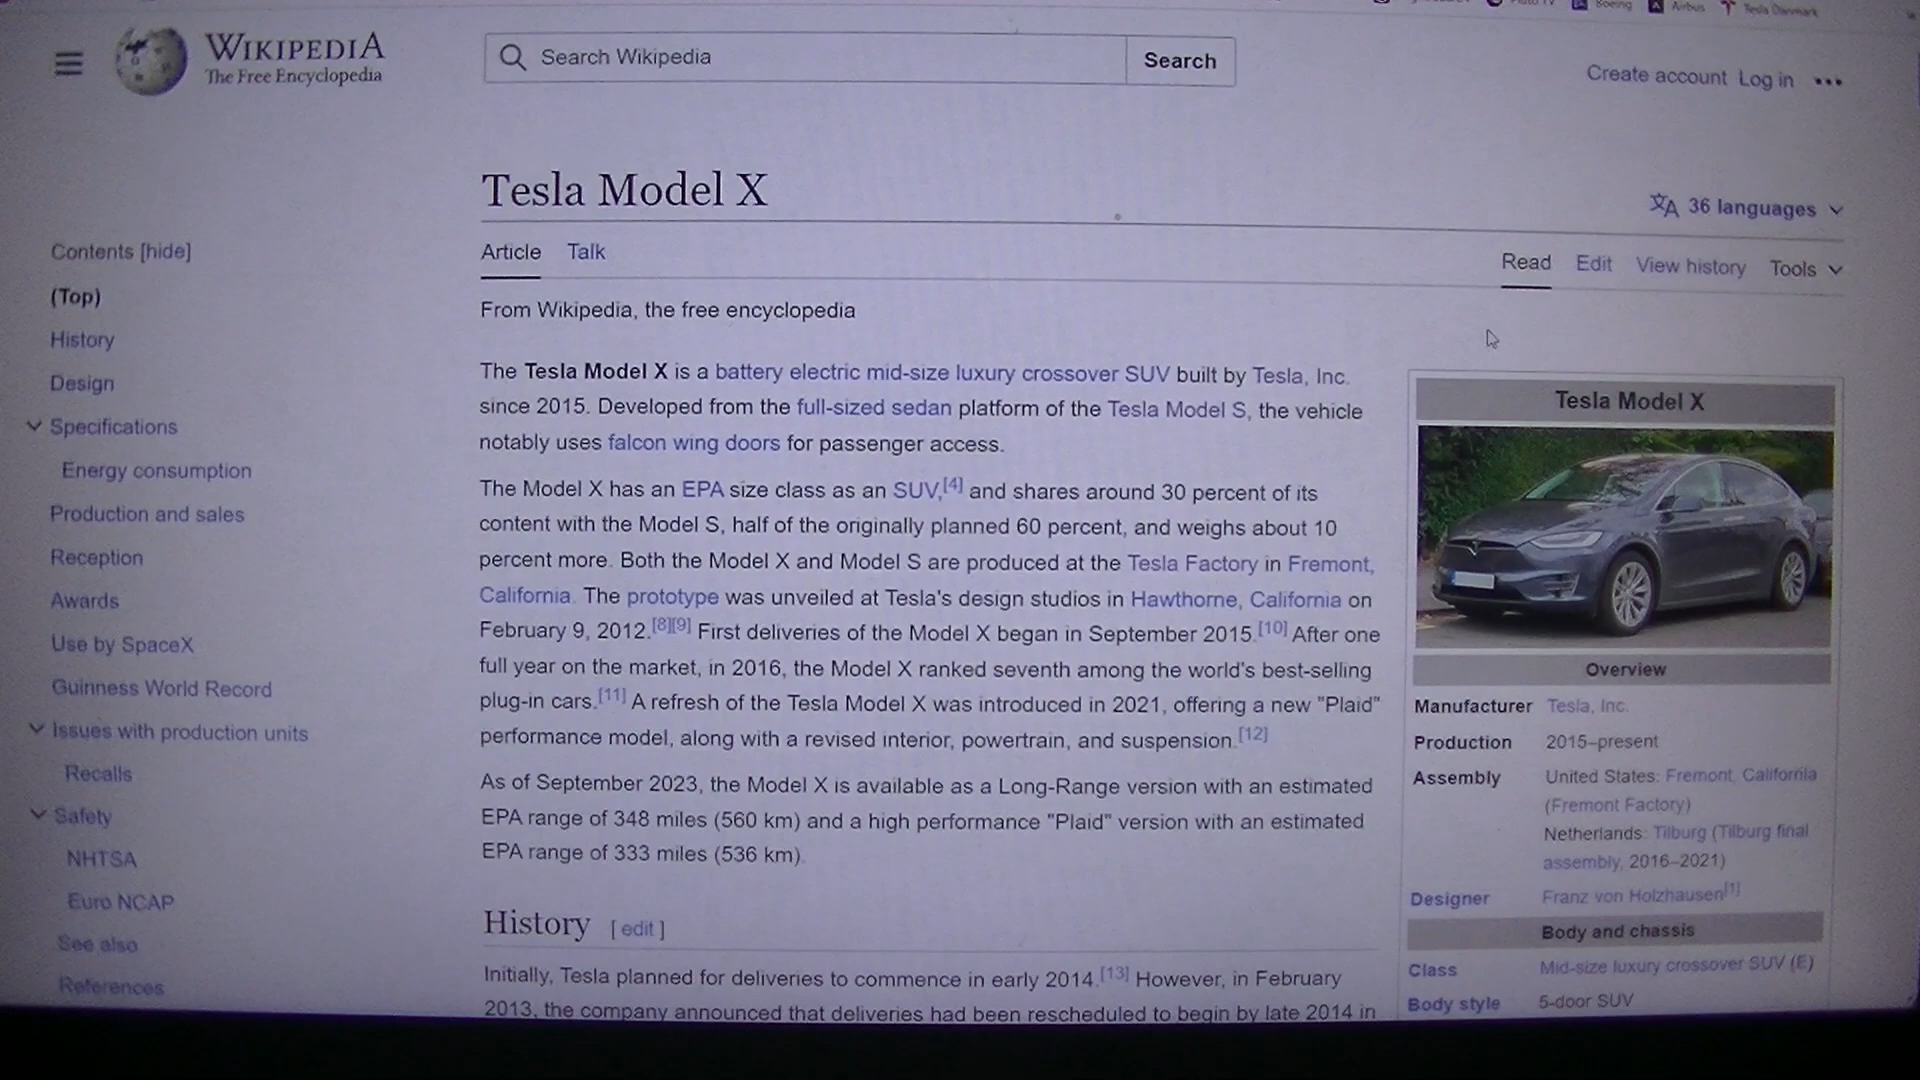 Boeing
Airbus
Tesla Danmark
WIKIPEDIA
The Free Encyclopedia
Search Wikipedia
Search
Create account Log in
Tesla Model X
36 languages
Article Talk
Read Edit View history Tools
From Wikipedia, the free encyclopedia
Contents [hide]
(Top)
History
Design
Specifications
Energy consumption
Production and sales
Reception
Awards
Use by SpaceX
Guinness World Record
Issues with production units
Recalls
Safety
NHTSA
Euro NCAP
See also
References
The Tesla Model X is a battery electric mid-size luxury crossover SUV built by Tesla, Inc.
since 2015. Developed from the full-sized sedan platform of the Tesla Model S, the vehicle
notably uses falcon wing doors for passenger access.
The Model X has an EPA size class as an SUV,[4] and shares around 30 percent of its
content with the Model S, half of the originally planned 60 percent, and weighs about 10
percent more. Both the Model X and Model S are produced at the Tesla Factory in Fremont,
California. The prototype was unveiled at Tesla's design studios in Hawthorne, California on
February 9, 2012.[8][9] First deliveries of the Model X began in September 2015.[10] After one
full year on the market, in 2016, the Model X ranked seventh among the world's best-selling
plug-in cars.[11] A refresh of the Tesla Model X was introduced in 2021, offering a new "Plaid"
performance model, along with a revised interior, powertrain, and suspension.[12]
As of September 2023, the Model X is available as a Long-Range version with an estimated
EPA range of 348 miles (560 km) and a high performance "Plaid" version with an estimated
EPA range of 333 miles (536 km).
History [ edit ]
Initially, Tesla planned for deliveries to commence in early 2014.[13] However, in February
2013, the company announced that deliveries had been rescheduled to begin by late 2014 in
Tesla Model X
Overview
Manufacturer Tesla, Inc.
Production 2015–present
Assembly United States: Fremont, California
(Fremont Factory)
Netherlands: Tilburg (Tilburg final
assembly, 2016–2021)
Designer Franz von Holzhausen[1]
Body and chassis
Class Mid-size luxury crossover SUV (E)
Body style 5-door SUV